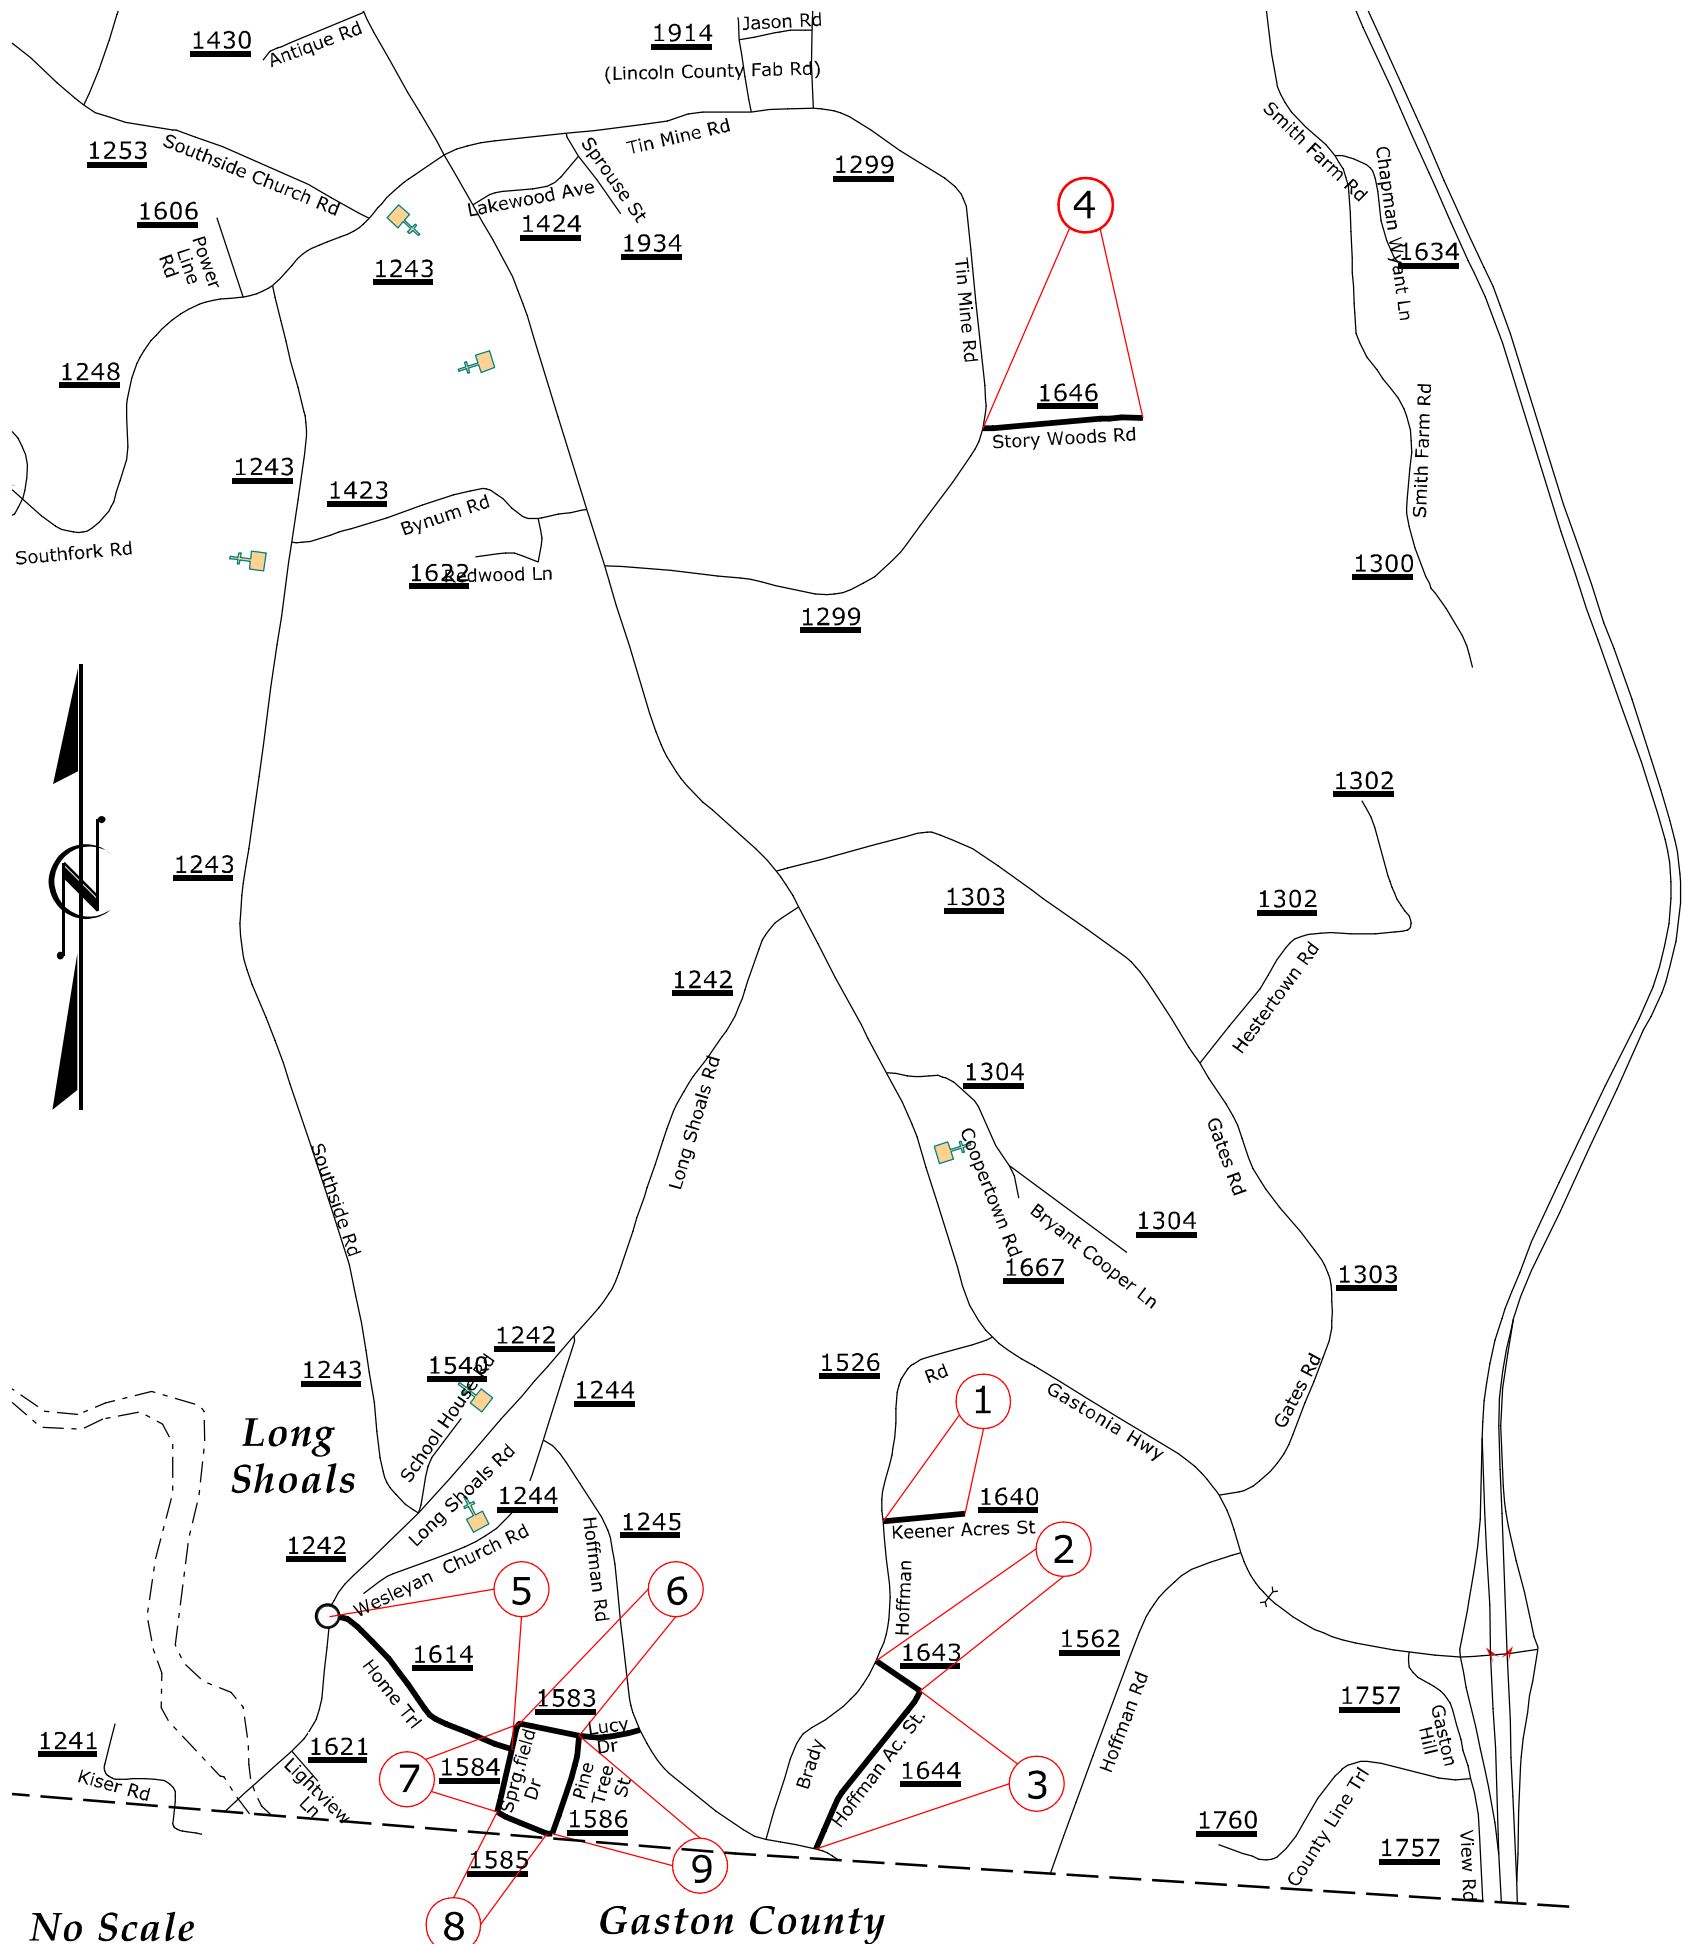 1430
Antique Rd
1914
Jason Rd
(Lincoln County Fab Rd)
1253
Southside Church Rd
Tin Mine Rd
Sprouse St
Lakewood Ave
1424
1934
1299
Smith Farm Rd
Chapman Wyant Ln
1634
1606
Power
Line
Rd
1243
4
Tin Mine Rd
1248
1646
Story Woods Rd
Smith Farm Rd
1243
1423
Bynum Rd
Southfork Rd
1622
Redwood Ln
1300
1299
1302
N
1243
1303
1302
Hestertown Rd
1242
Long Shoals Rd
1304
Coopertown Rd
Gates Rd
Southside Rd
Bryant Cooper Ln
1304
1667
1303
1242
1540
School House Rd
1243
1244
1526
Rd
1
Gastonia Hwy
Gates Rd
Long
Shoals
Long Shoals Rd
1244
1640
Keener Acres St
1242
Wesleyan Church Rd
Hoffman Rd
1245
2
5
6
Hoffman
1614
Home Trl
1643
1562
Hoffman Rd
1583
Lucy
Dr
1757
Gaston
Hill
1241
Kiser Rd
1621
Lightview
Ln
7
1584
Sprg.field
Dr
Pine
Tree
St
Brady
Hoffman Ac. St.
1644
3
1586
1760
County Line Trl
1757
View Rd
1585
9
8
No Scale
Gaston County